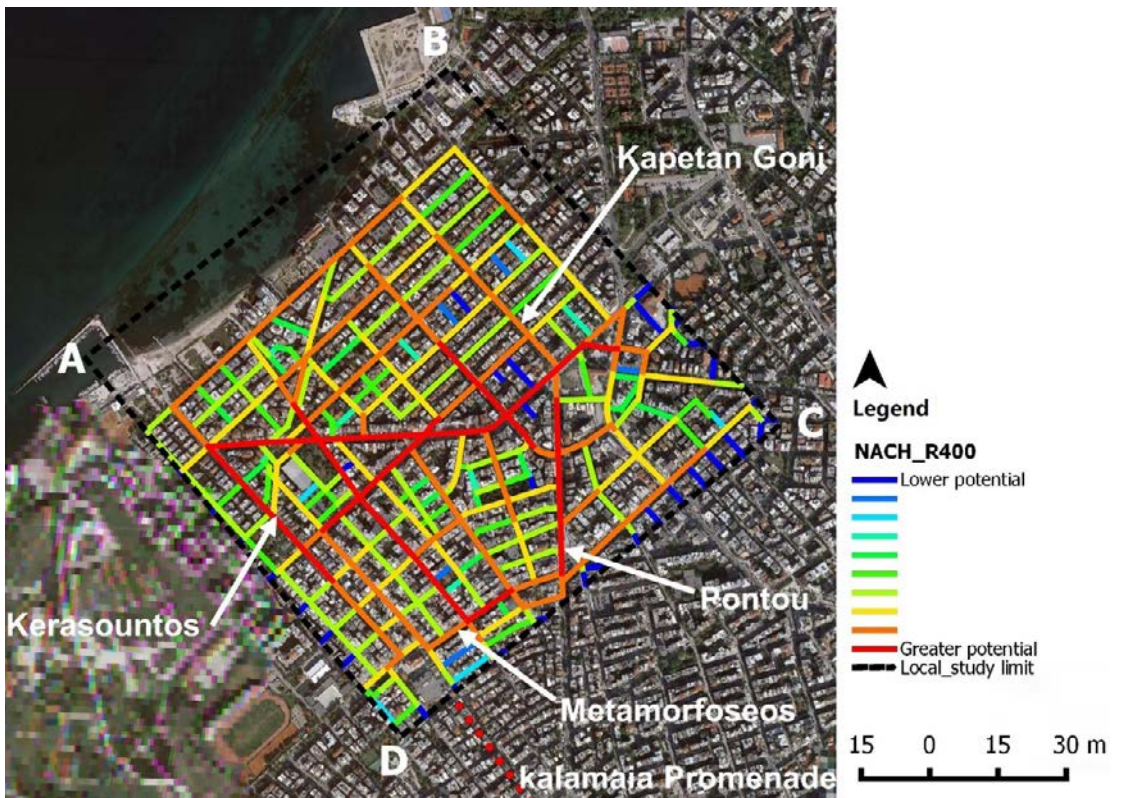 B
Kapetan Goni
A
C
Legend
NACH_R400
Lower potential
Pontou
Kerasountos
Greater potential
Local_study limit
Metamorfoseos
D
15 0 15 30 m
kalamaia Promenade